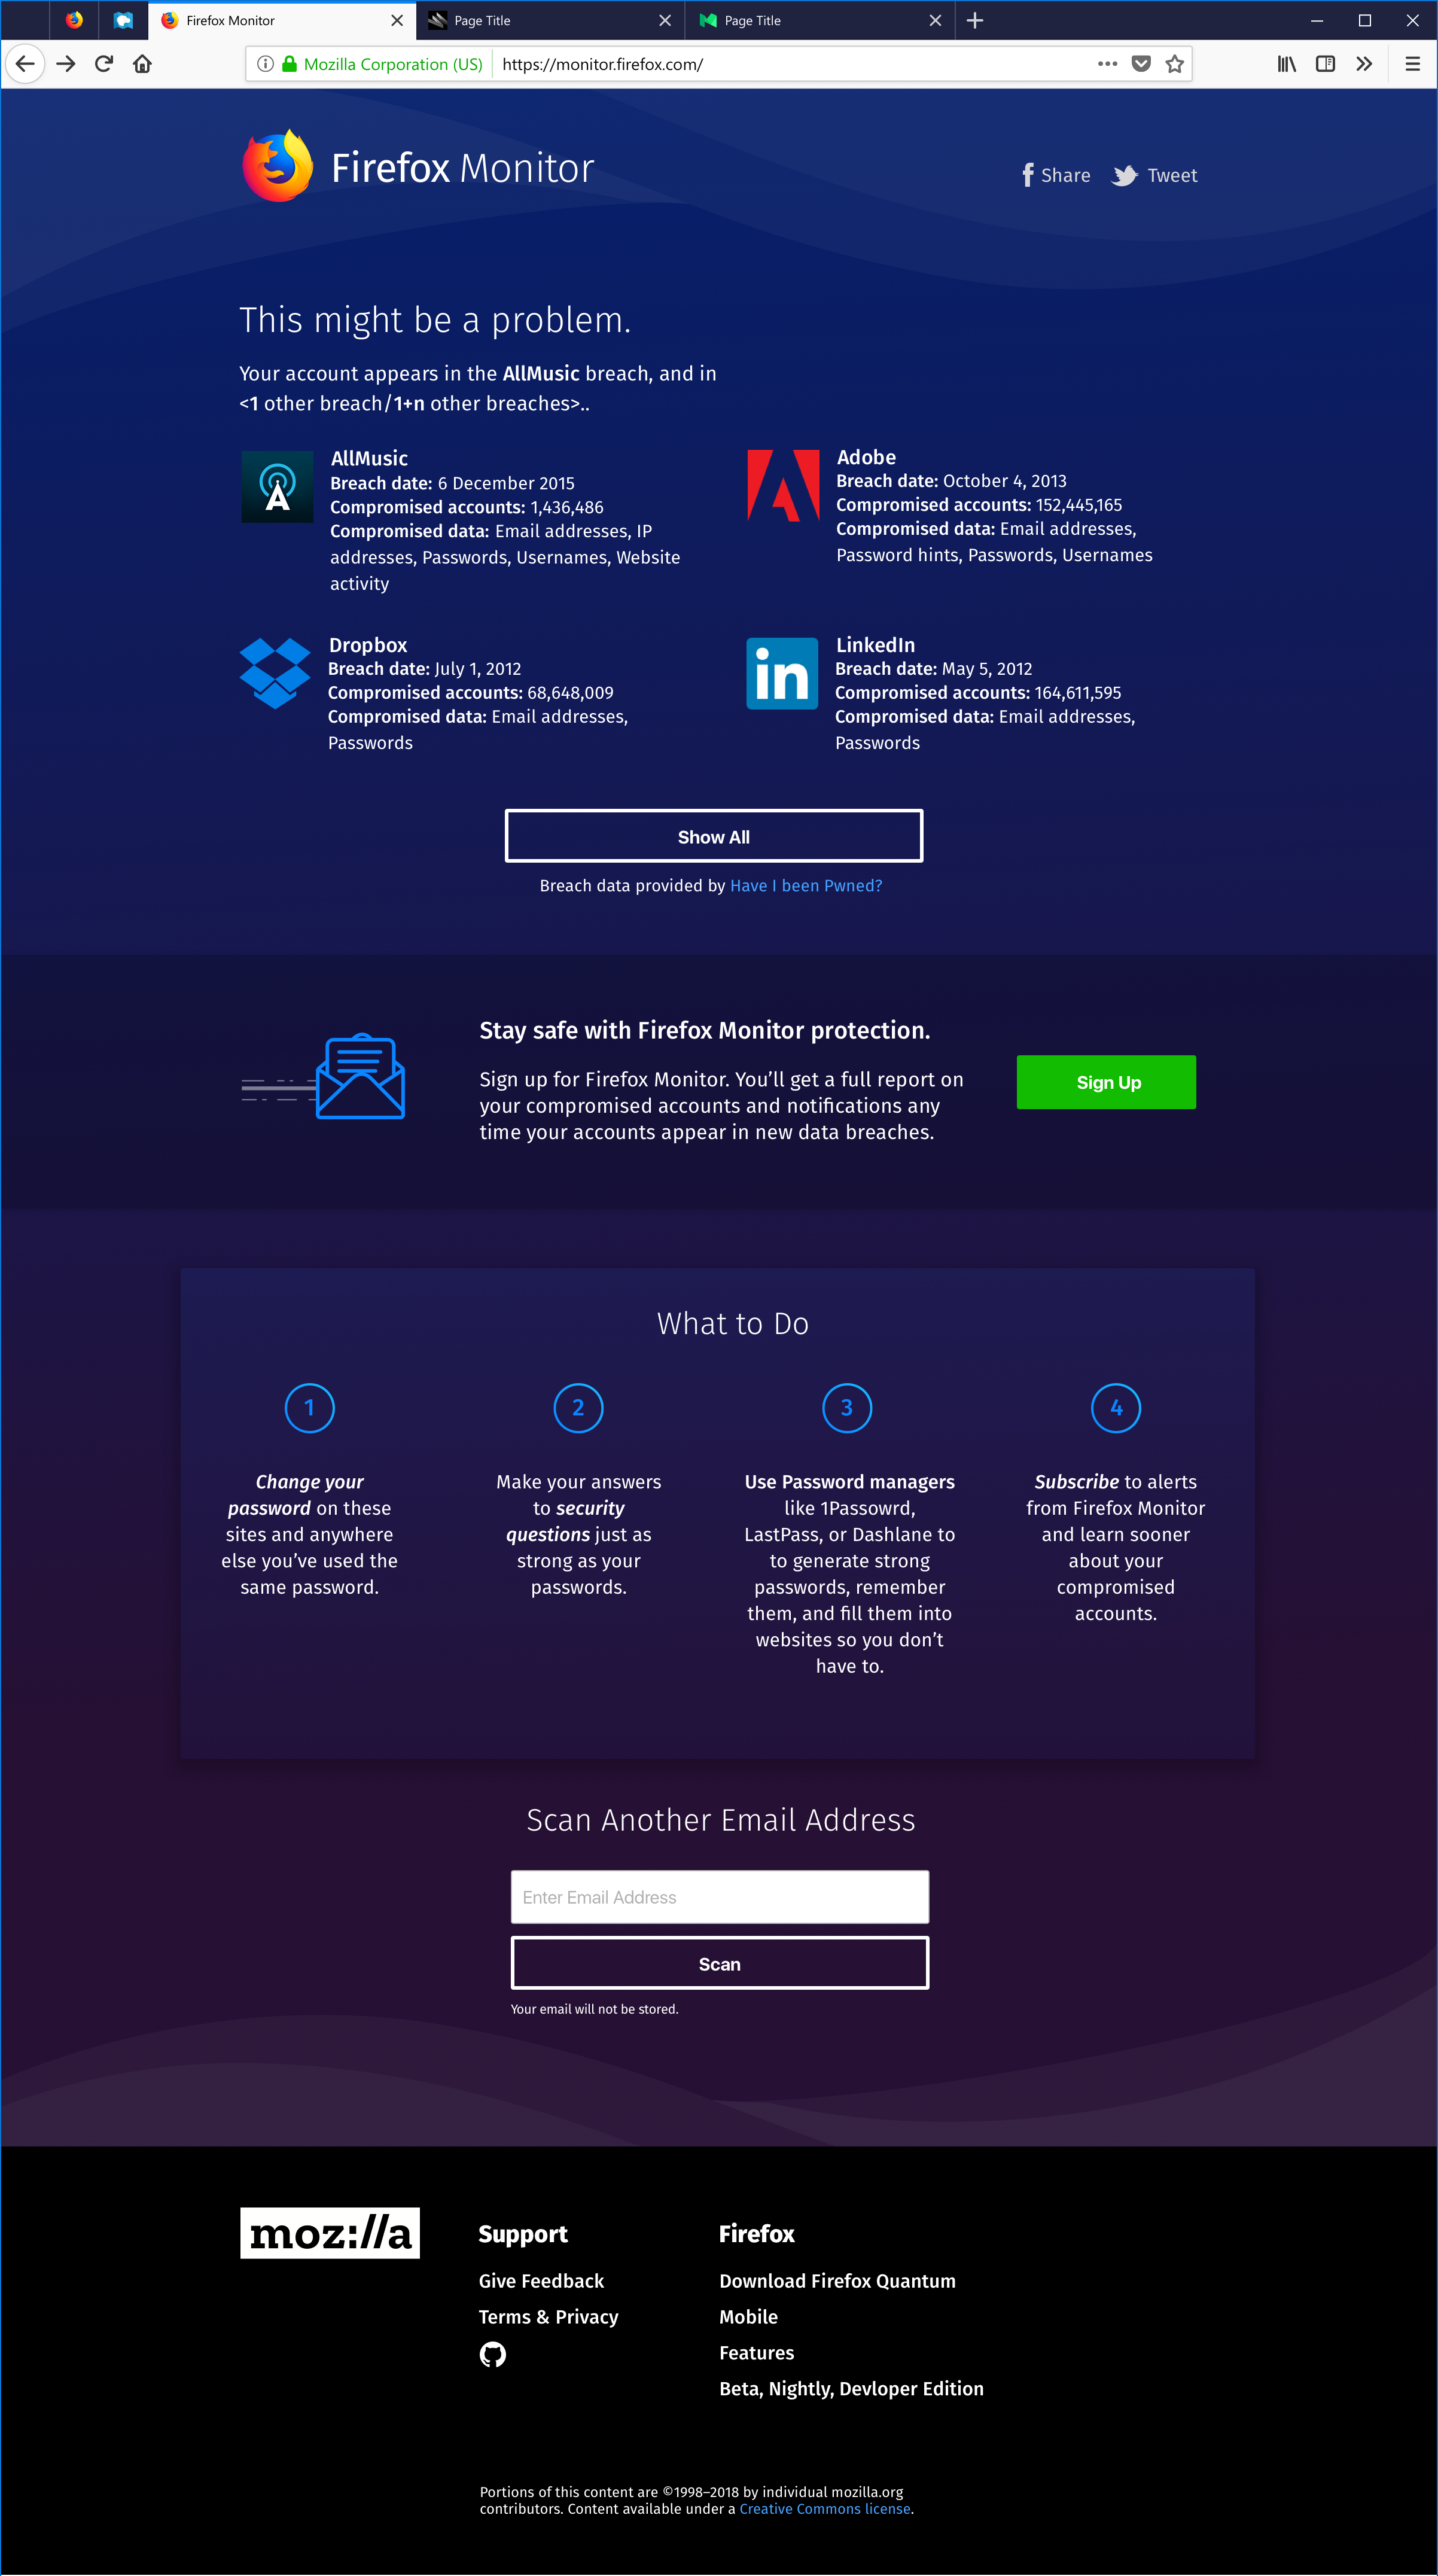 Firefox Monitor
Page Title
Page Title
Mozilla Corporation (US)
https://monitor.firefox.com/
Firefox Monitor
Share
Tweet
This might be a problem.
Your account appears in the AllMusic breach, and in
<1 other breach/1+n other breaches>..
AllMusic
Breach date: 6 December 2015
Compromised accounts: 1,436,486
Compromised data: Email addresses, IP
addresses, Passwords, Usernames, Website
activity
Adobe
Breach date: October 4, 2013
Compromised accounts: 152,445,165
Compromised data: Email addresses,
Password hints, Passwords, Usernames
Dropbox
Breach date: July 1, 2012
Compromised accounts: 68,648,009
Compromised data: Email addresses,
Passwords
in
LinkedIn
Breach date: May 5, 2012
Compromised accounts: 164,611,595
Compromised data: Email addresses,
Passwords
Show All
Breach data provided by Have I been Pwned?
Stay safe with Firefox Monitor protection.
Sign up for Firefox Monitor. You’ll get a full report on
your compromised accounts and notifications any
time your accounts appear in new data breaches.
Sign Up
What to Do
1
Change your
password on these
sites and anywhere
else you’ve used the
same password.
2
Make your answers
to security
questions just as
strong as your
passwords.
3
Use Password managers
like 1Passowrd,
LastPass, or Dashlane to
to generate strong
passwords, remember
them, and fill them into
websites so you don’t
have to.
4
Subscribe to alerts
from Firefox Monitor
and learn sooner
about your
compromised
accounts.
Scan Another Email Address
Enter Email Address
Scan
Your email will not be stored.
moz://a
Support
Give Feedback
Terms & Privacy
Firefox
Download Firefox Quantum
Mobile
Features
Beta, Nightly, Devloper Edition
Portions of this content are ©1998–2018 by individual mozilla.org
contributors. Content available under a Creative Commons license.